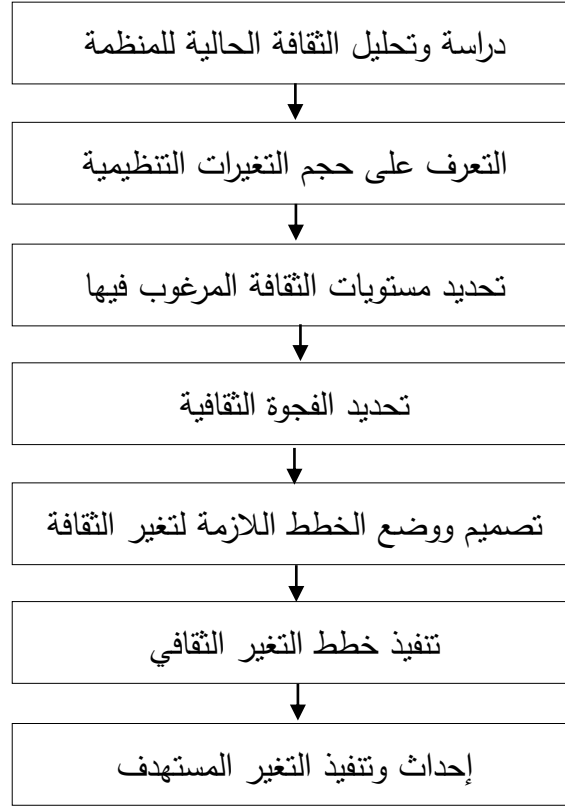 دراسة وتحليل الثقافة الحالية للمنظمة
التعرف على حجم التغيرات التنظيمية
تحديد مستويات الثقافة المرغوب فيها
تحديد الفجوة الثقافية
تصميم ووضع الخطط اللازمة لتغير الثقافة
تنفيذ خطط التغير الثقافي
إحداث وتنفيذ التغير المستهدف